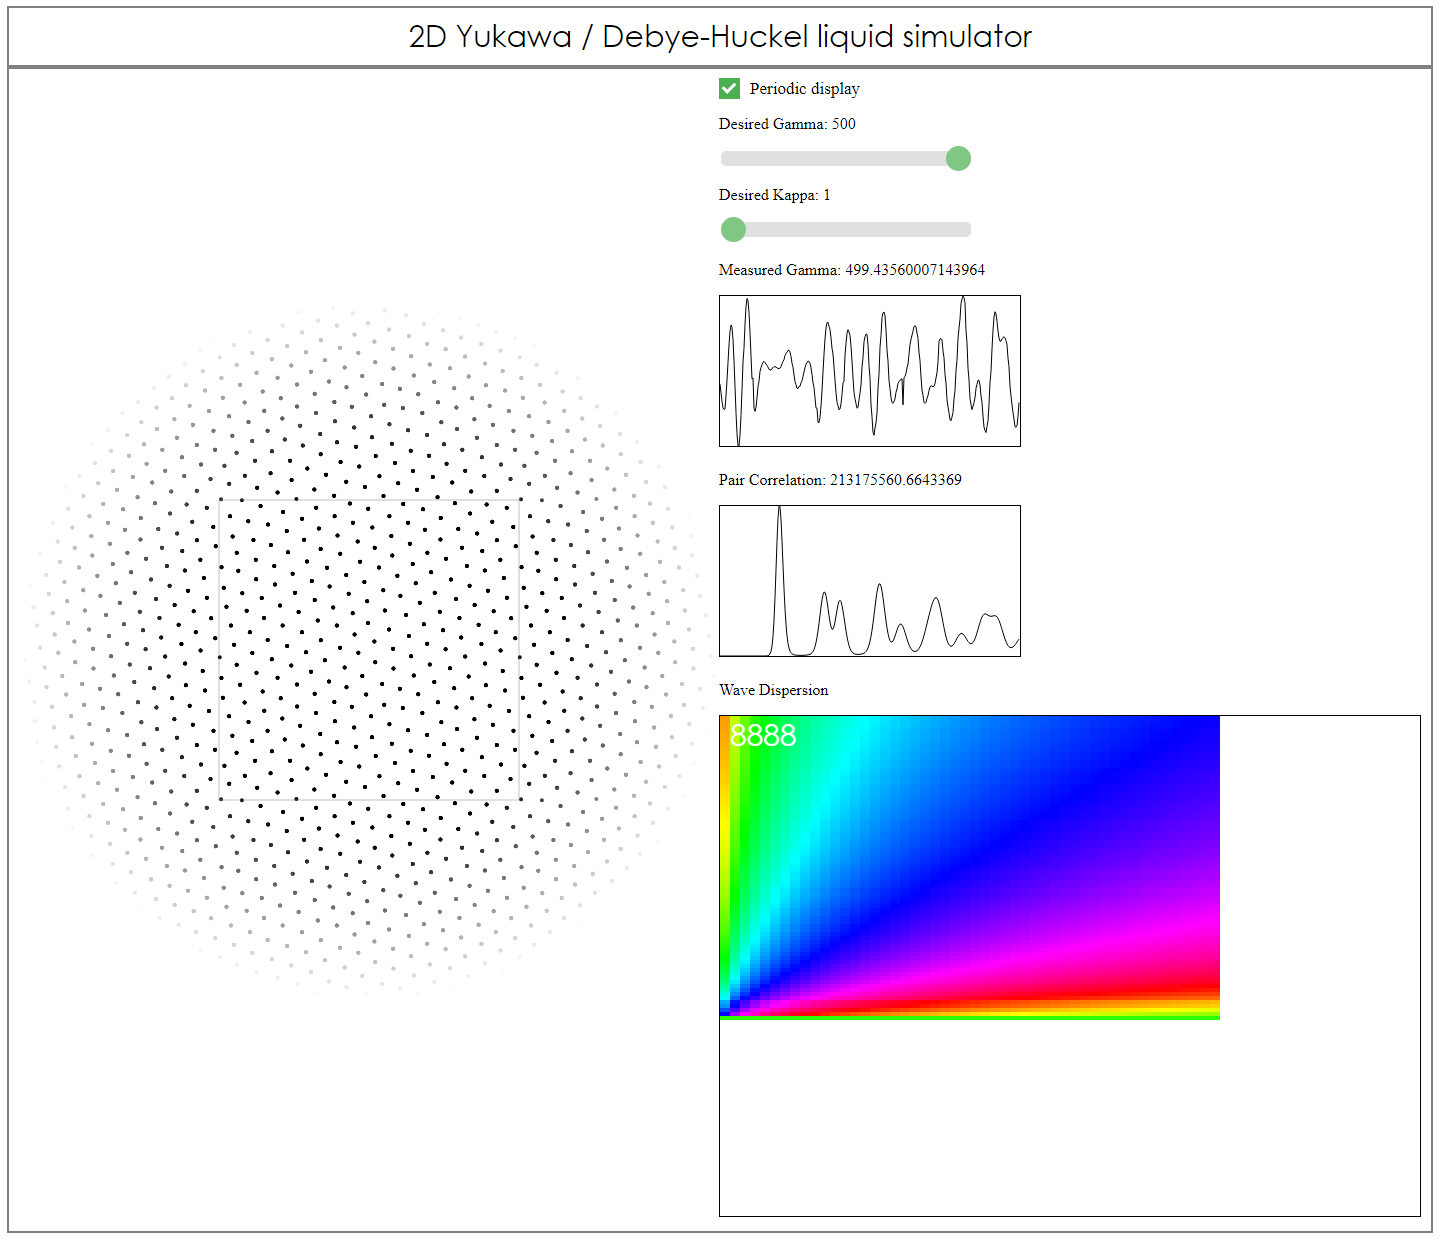 2D Yukawa / Debye-Huckel liquid simulator
Periodic display
Desired Gamma: 500
Desired Kappa: 1
Measured Gamma: 499.43560007143964
Pair Correlation: 213175560.6643369
Wave Dispersion
8888